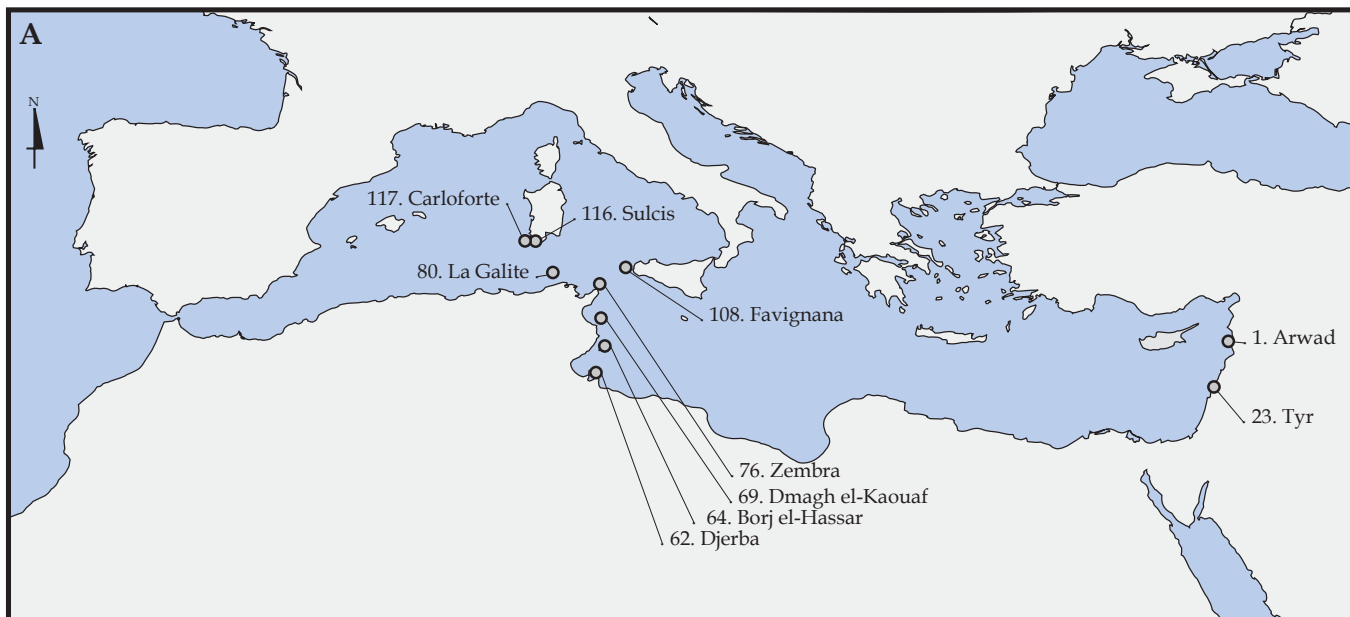 A
N
117. Carloforte
116. Sulcis
80. La Galite
108. Favignana
1. Arwad
23. Tyr
76. Zembra
69. Dmagh el-Kaouaf
64. Borj el-Hassar
62. Djerba